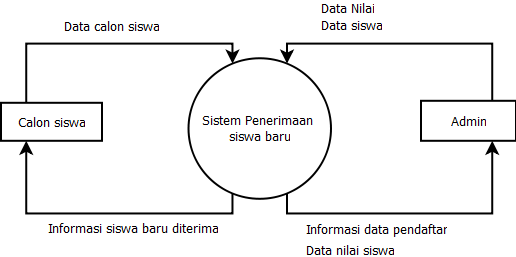 Data Nilai
Data siswa
Data calon siswa
Calon siswa
Sistem Penerimaan
siswa baru
Admin
Informasi siswa baru diterima
Informasi data pendaftar
Data nilai siswa